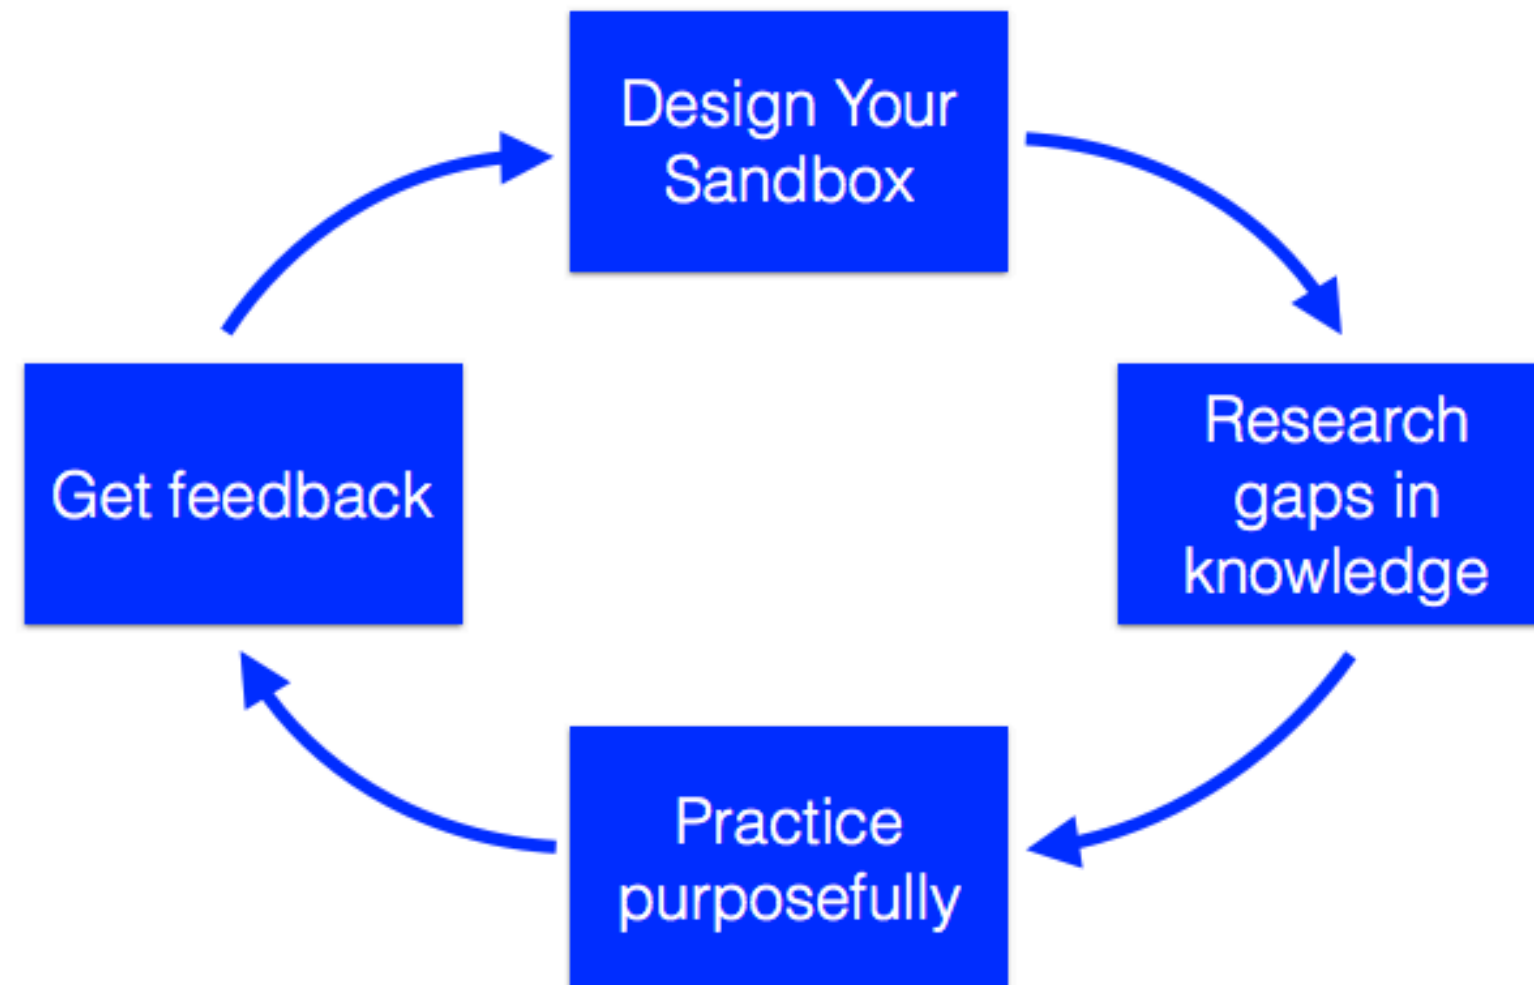 Design Your
Sandbox
Research
gaps in
knowledge
Practice
purposefully
Get feedback